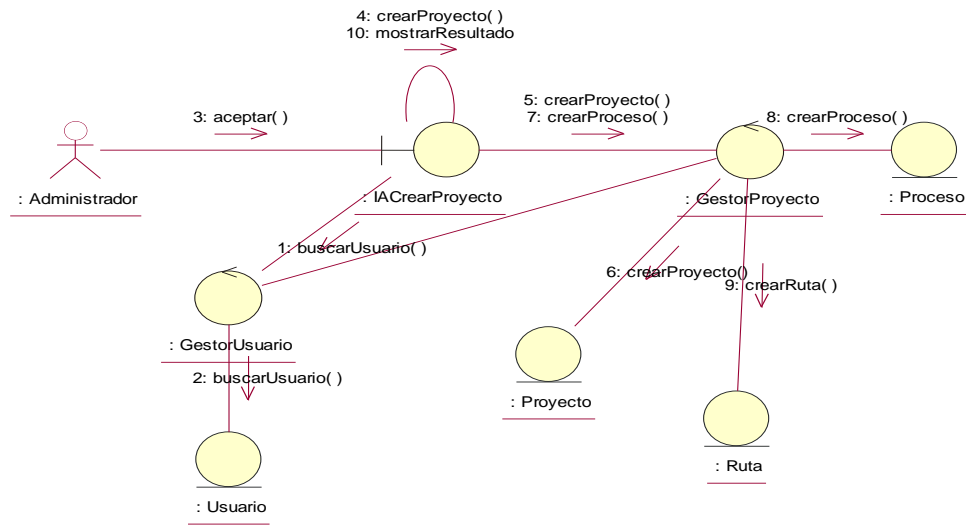 4: crearProyecto( )
10: mostrarResultado
3: aceptar( )
5: crearProyecto( )
7: crearProceso( )
8: crearProceso( )
: Administrador
: IACrearProyecto
: GestorProyecto
: Proceso
1: buscarUsuario( )
6: crearProyecto()
9: crearRuta( )
: GestorUsuario
2: buscarUsuario( )
: Proyecto
: Ruta
: Usuario